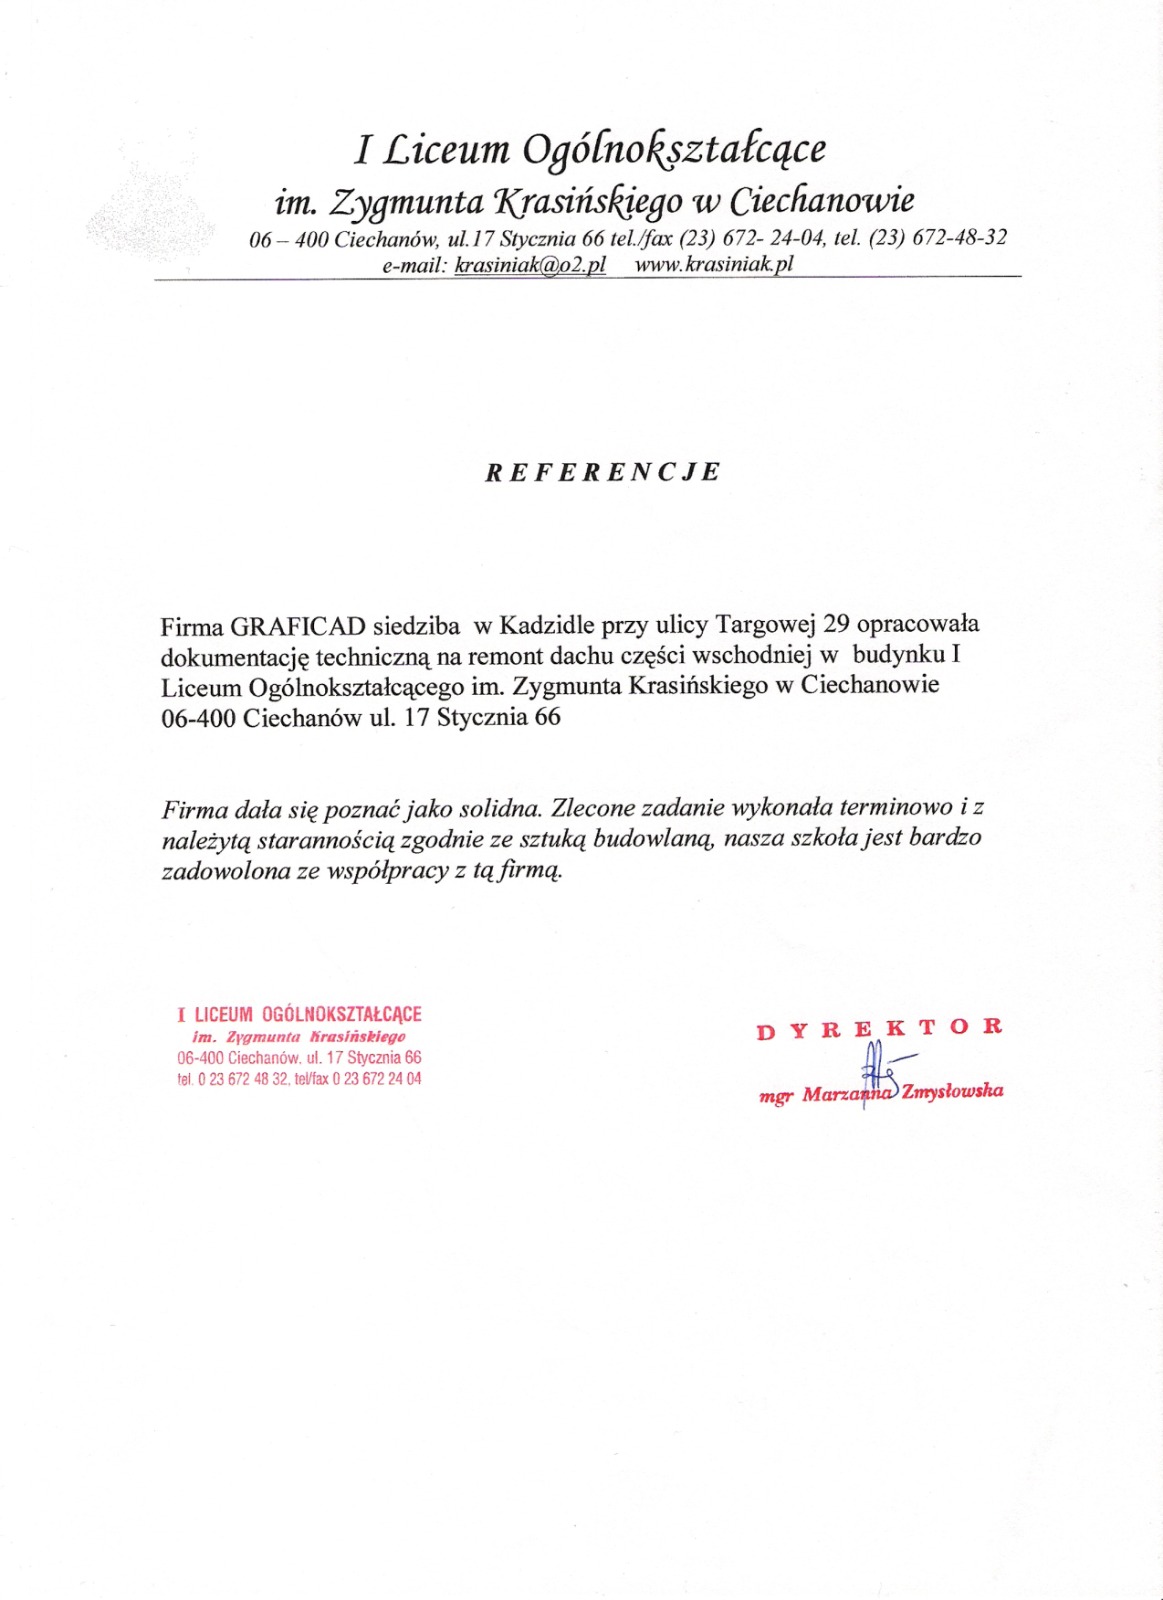 I Liceum Ogólnokształcące
im. Zygmunta Krasińskiego w Ciechanowie
06 – 400 Ciechanów, ul.17 Stycznia 66 tel./fax (23) 672- 24-04, tel. (23) 672-48-32
e-mail: krasiniak@o2.pl www.krasiniak.pl
REFERENCJE
Firma GRAFICAD siedziba w Kadzidle przy ulicy Targowej 29 opracowała
dokumentację techniczną na remont dachu części wschodniej w budynku I
Liceum Ogólnokształcącego im. Zygmunta Krasińskiego w Ciechanowie
06-400 Ciechanów ul. 17 Stycznia 66
Firma dała się poznać jako solidna. Zlecone zadanie wykonała terminowo i z
należytą starannością zgodnie ze sztuką budowlaną, nasza szkoła jest bardzo
zadowolona ze współpracy z tą firmą.
I LICEUM OGÓLNOKSZTAŁCĄCE
im. Zygmunta Krasińskiego
06-400 Ciechanów, ul. 17 Stycznia 66
tel. 0 23 672 48 32, tel/fax 0 23 672 24 04
DYREKTOR
mgr Marzanna Zmysłowska